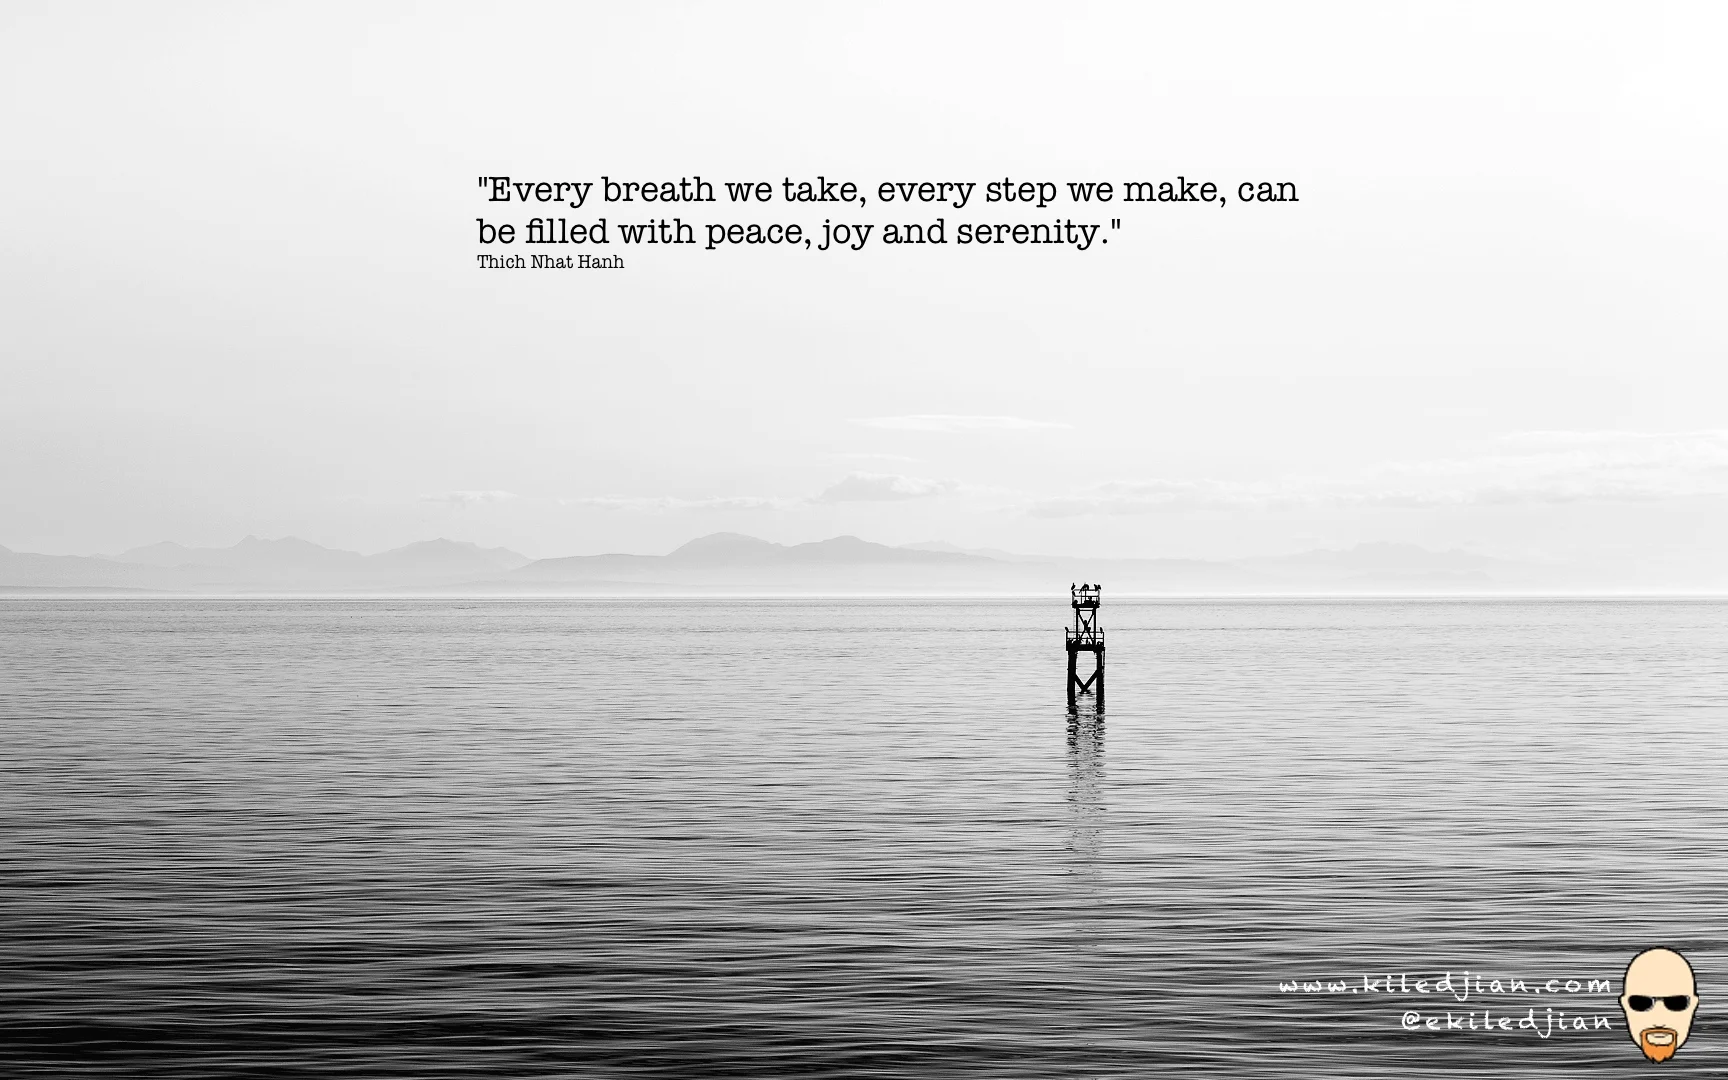 "Every breath we take, every step we make, can
be filled with peace, joy and serenity."
Thich Nhat Hanh
www.kiledjian.com
@ekiledjian